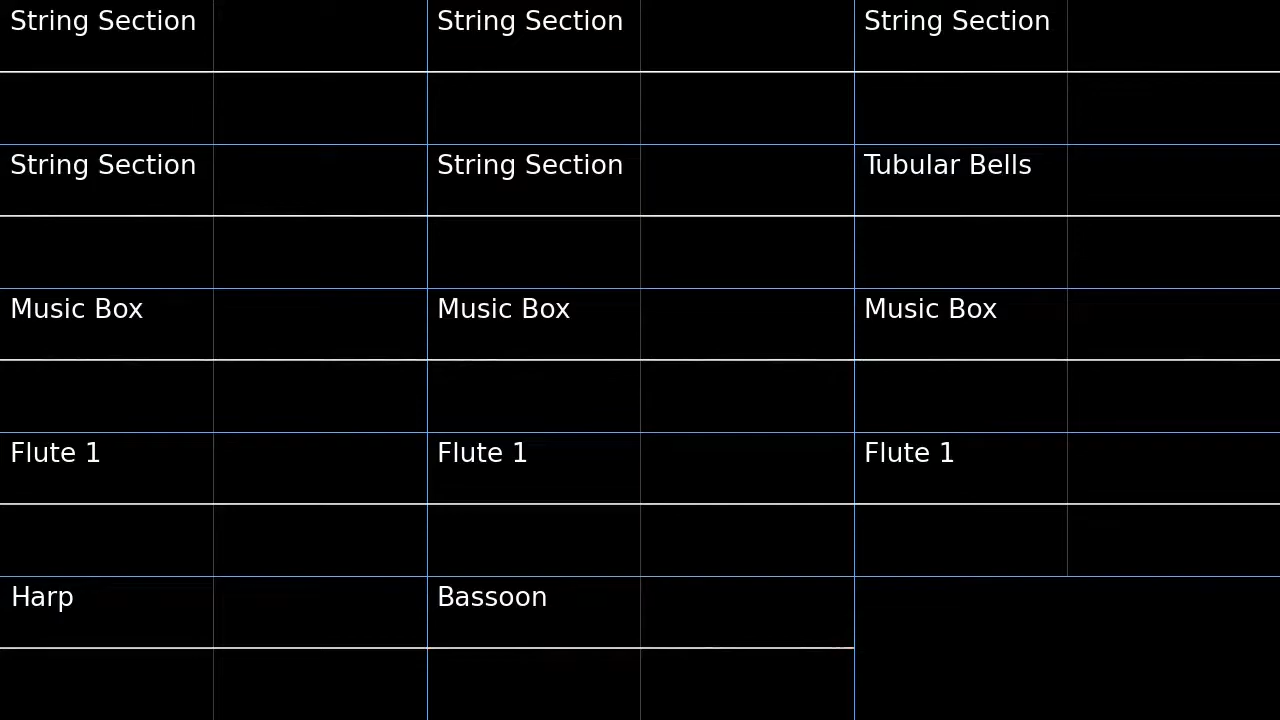 String Section
String Section
String Section
String Section
String Section
Tubular Bells
Music Box
Music Box
Music Box
Flute 1
Flute 1
Flute 1
Harp
Bassoon